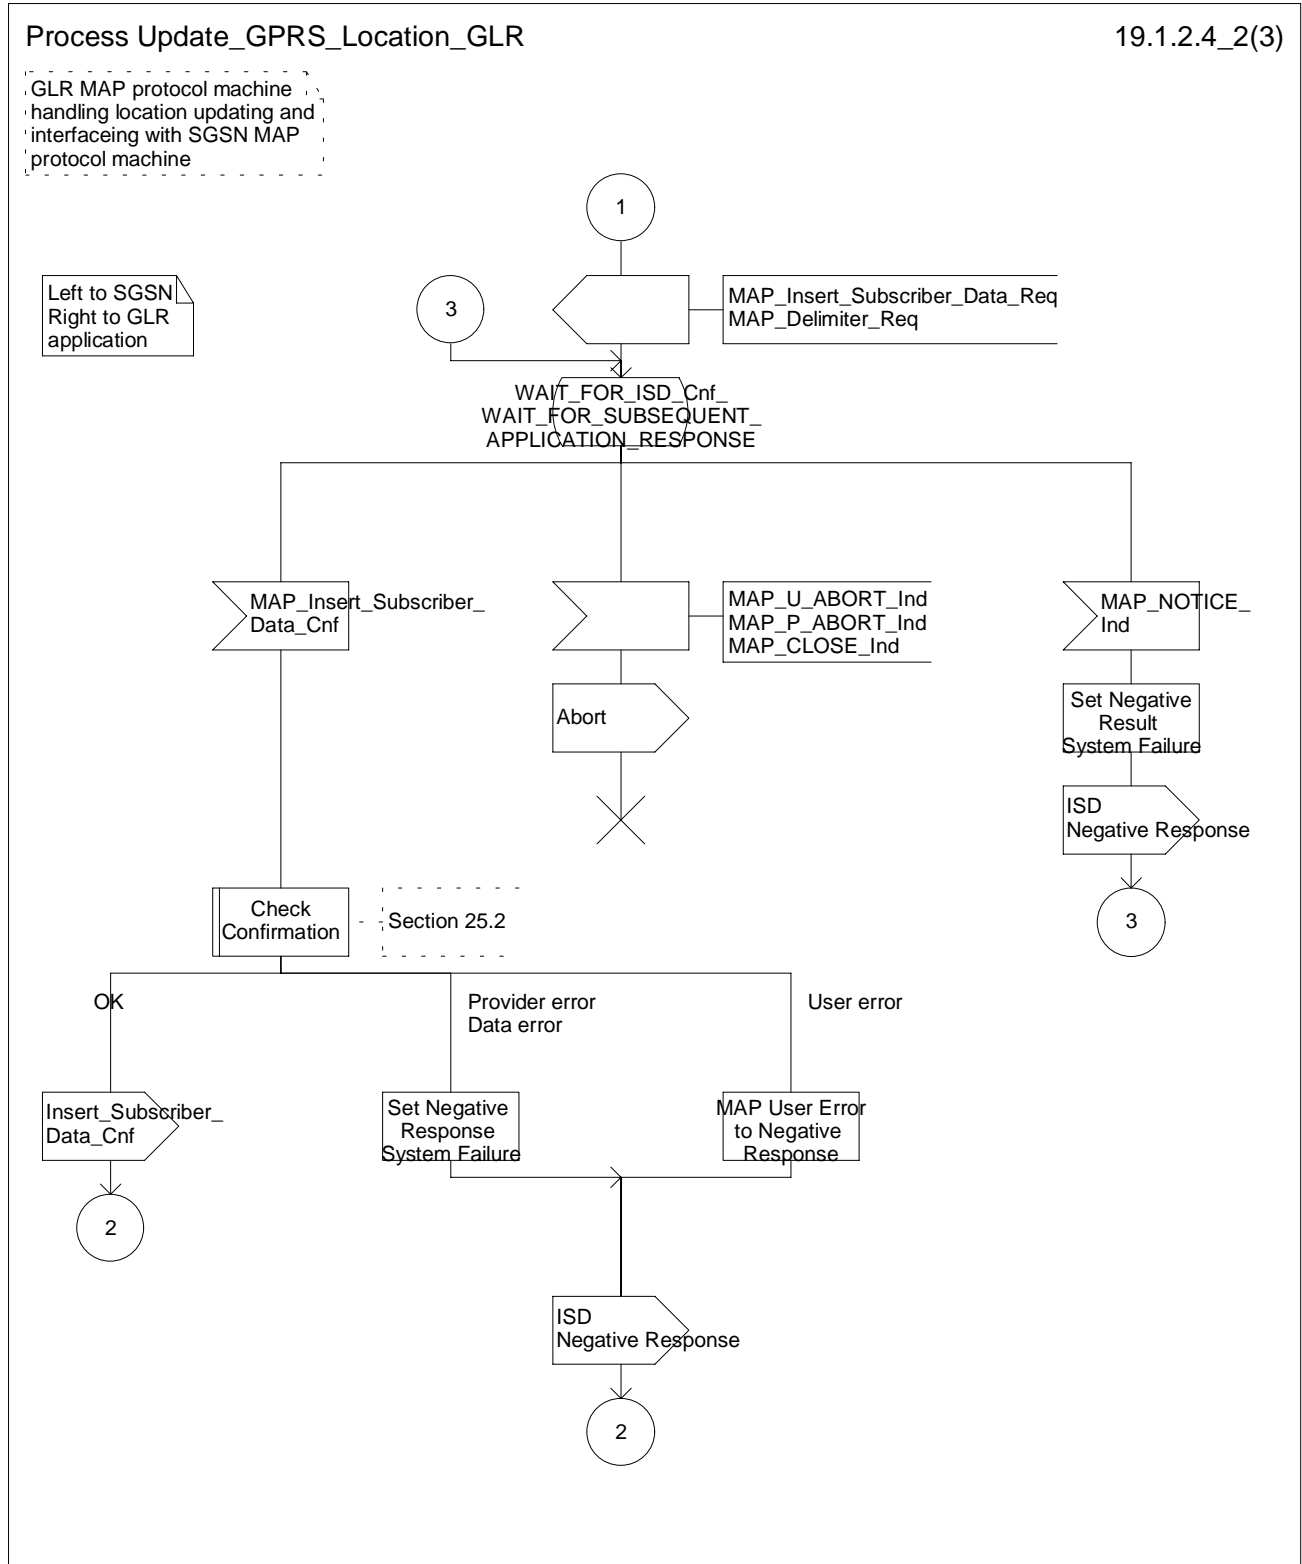 Process Update_GPRS_Location_GLR
19.1.2.4_2(3)
GLR MAP protocol machine
handling location updating and
interfaceing with SGSN MAP
protocol machine
1
Left to SGSN
Right to GLR
application
3
MAP_Insert_Subscriber_Data_Req
MAP_Delimiter_Req
WAIT_FOR_ISD_Cnf_
WAIT_FOR_SUBSEQUENT_
APPLICATION_RESPONSE
MAP_Insert_Subscriber_
Data_Cnf
MAP_U_ABORT_Ind
MAP_P_ABORT_Ind
MAP_CLOSE_Ind
MAP_NOTICE_
Ind
Abort
Set Negative
Result
System Failure
ISD
Negative Response
3
Check
Confirmation
Section 25.2
OK
Provider error
Data error
User error
Insert_Subscriber_
Data_Cnf
Set Negative
Response
System Failure
MAP User Error
to Negative
Response
2
ISD
Negative Response
2